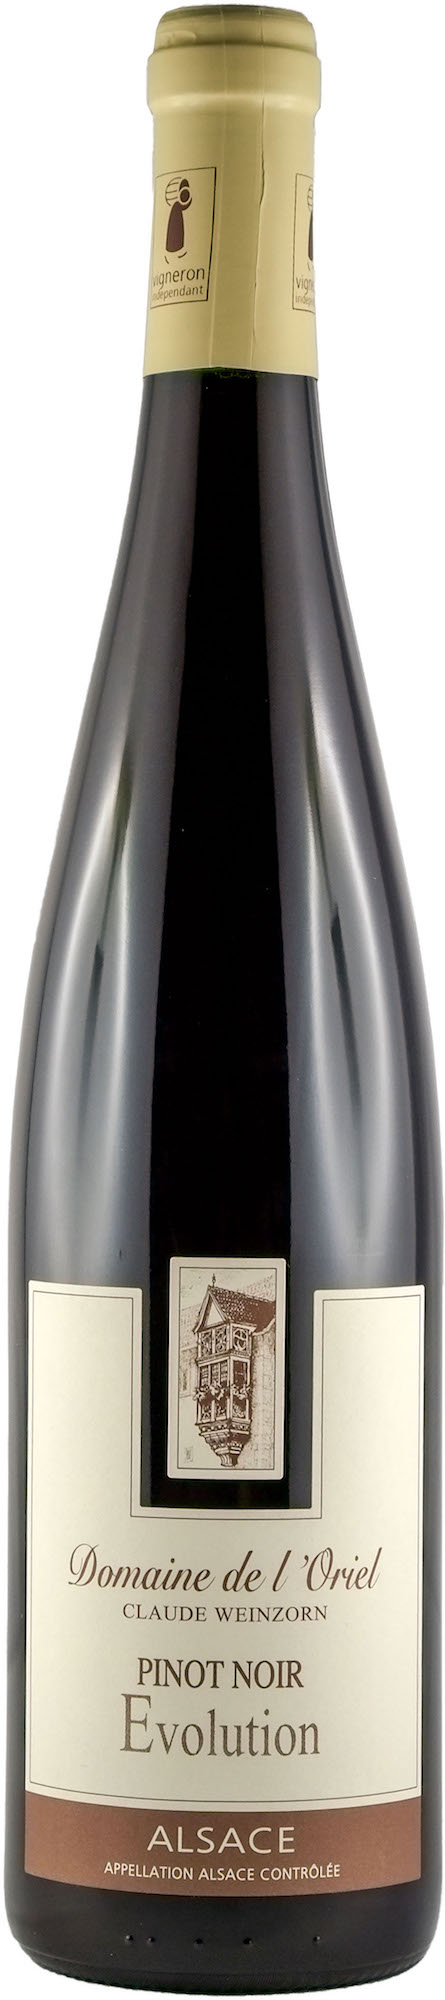 vigneron
indépendant
vigneron
indépendant
Domaine de l'Oriel
CLAUDE WEINZORN
PINOT NOIR
Evolution
ALSACE
APPELLATION ALSACE CONTRÔLÉE